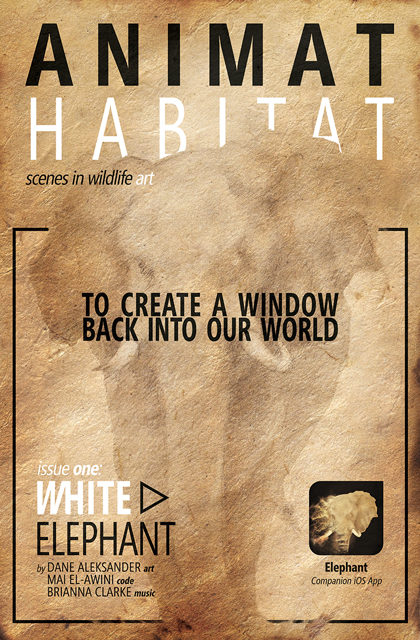 ANIMAT
HABITAT
scenes in wildlife art
TO CREATE A WINDOW
BACK INTO OUR WORLD
issue one:
WHITE
ELEPHANT
by DANE ALEKSANDER art
MAI EL-AWINI code
BRIANNA CLARKE music
Elephant
Companion iOS App